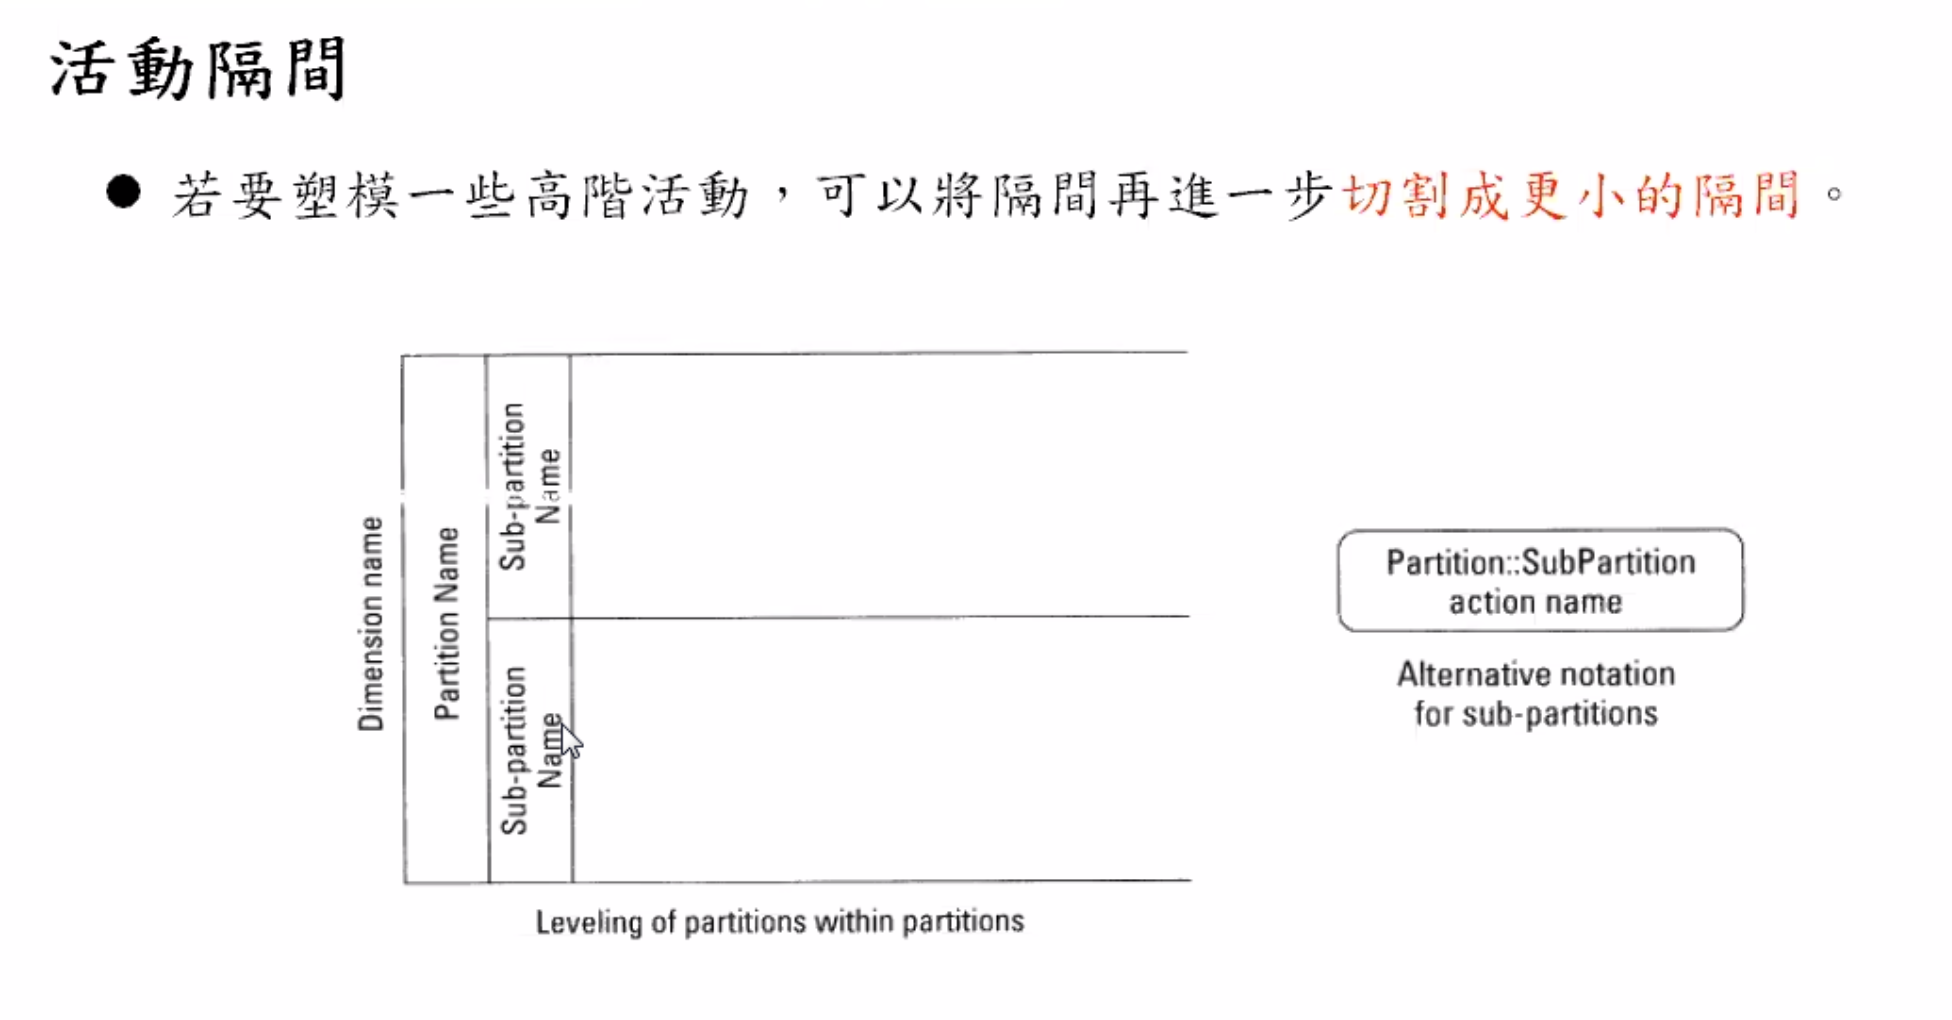 活動隔間
● 若要塑模一些高階活動，可以將隔間再進一步切割成更小的隔間。
Dimension name
Partition Name
Sub-partition
Name
Sub-partition
Name
Leveling of partitions within partitions
Partition::SubPartition
action name
Alternative notation
for sub-partitions